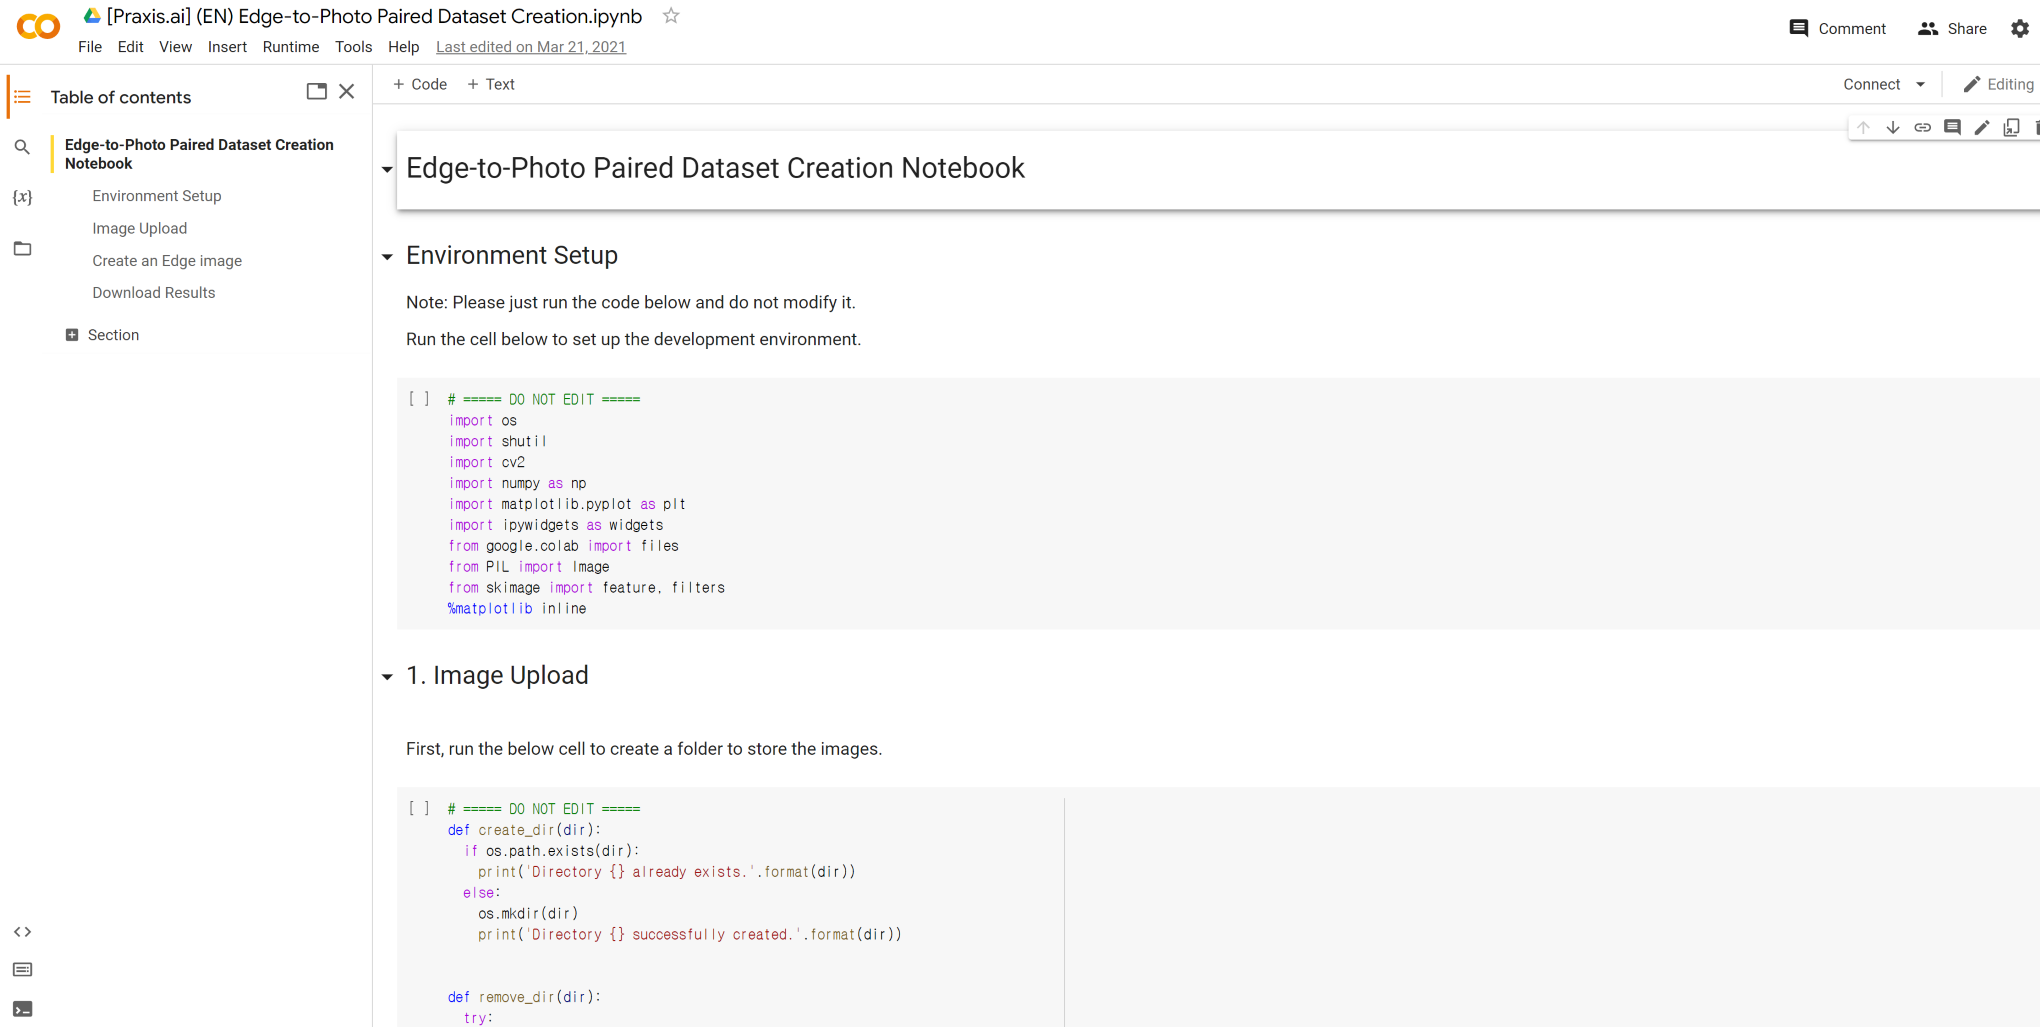 [Praxis.ai] (EN) Edge-to-Photo Paired Dataset Creation.ipynb
File Edit View Insert Runtime Tools Help Last edited on Mar 21, 2021
Comment Share
Table of contents
Edge-to-Photo Paired Dataset Creation
Notebook
Environment Setup
Image Upload
Create an Edge image
Download Results
Section
+ Code + Text
Connect Editing
Edge-to-Photo Paired Dataset Creation Notebook
Environment Setup
Note: Please just run the code below and do not modify it.
Run the cell below to set up the development environment.
[ ] # ===== DO NOT EDIT =====
import os
import shutil
import cv2
import numpy as np
import matplotlib.pyplot as plt
import ipywidgets as widgets
from google.colab import files
from PIL import Image
from skimage import feature, filters
%matplotlib inline
1. Image Upload
First, run the below cell to create a folder to store the images.
[ ] # ===== DO NOT EDIT =====
def create_dir(dir):
if os.path.exists(dir):
print('Directory {} already exists.'.format(dir))
else:
os.mkdir(dir)
print('Directory {} successfully created.'.format(dir))
def remove_dir(dir):
try: